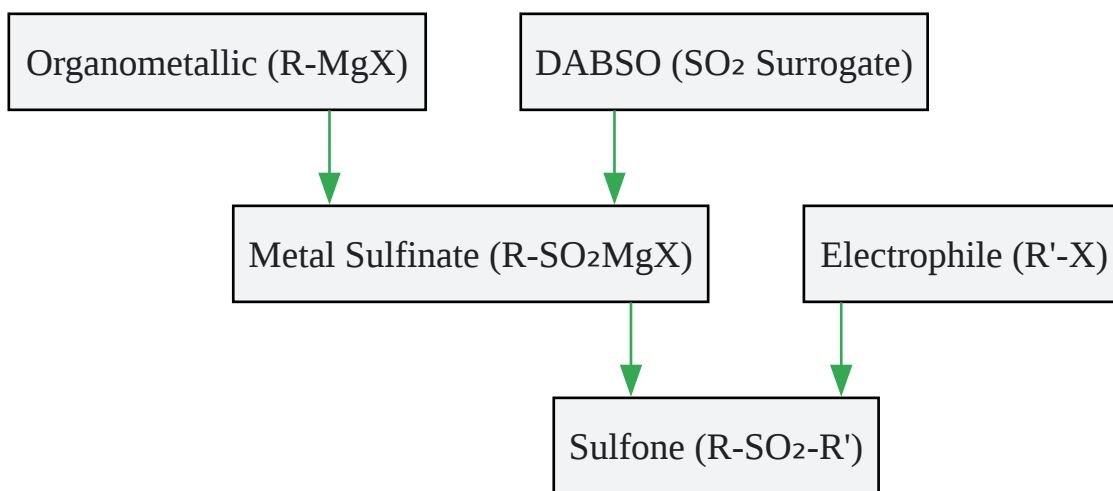 Organometallic (R-MgX)
DABSO (SO₂ Surrogate)
Metal Sulfinate (R-SO₂MgX)
Electrophile (R'-X)
Sulfone (R-SO₂-R')